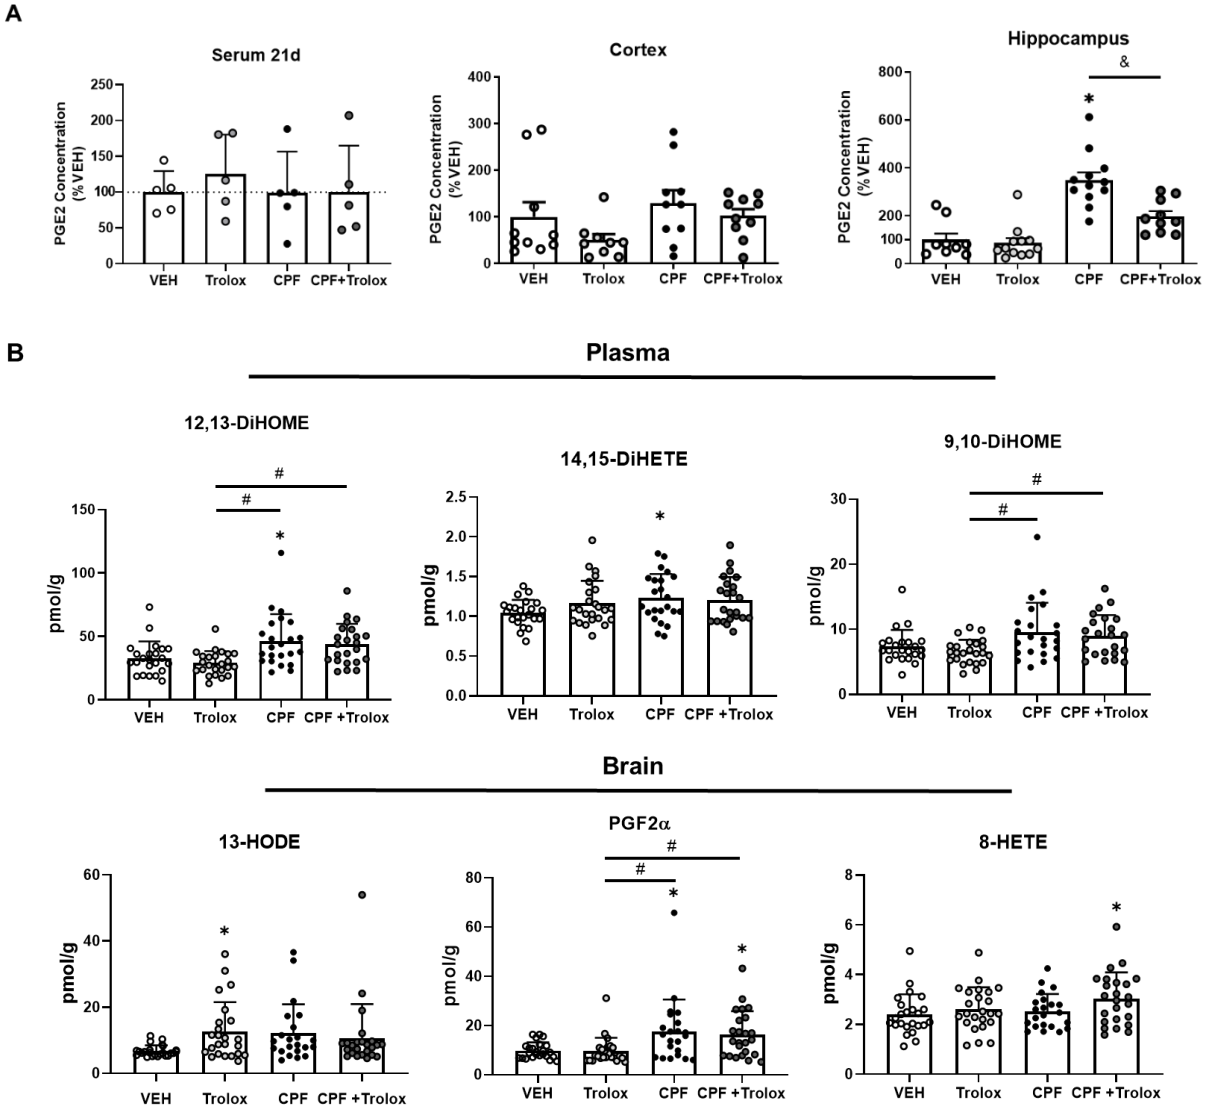 A
Serum 21d
PGE2 Concentration
(% VEH)
250
200
150
100
50
0
VEH Trolox CPF CPF+Trolox
Cortex
PGE2 Concentration
(% VEH)
400
300
200
100
0
VEH Trolox CPF CPF+Trolox
Hippocampus
&
*
PGE2 Concentration
(% VEH)
800
600
400
200
100
0
VEH Trolox CPF CPF+Trolox
B
Plasma
12,13-DiHOME
#
#
*
pmol/g
150
100
50
0
VEH Trolox CPF CPF +Trolox
14,15-DiHETE
*
pmol/g
2.5
2.0
1.5
1.0
0.5
0.0
VEH Trolox CPF CPF +Trolox
9,10-DiHOME
#
#
pmol/g
30
20
10
0
VEH Trolox CPF CPF +Trolox
Brain
13-HODE
*
pmol/g
60
40
20
0
VEH Trolox CPF CPF +Trolox
PGF2α
#
#
*
*
pmol/g
80
60
40
20
0
VEH Trolox CPF CPF +Trolox
8-HETE
*
pmol/g
8
6
4
2
0
VEH Trolox CPF CPF +Trolox